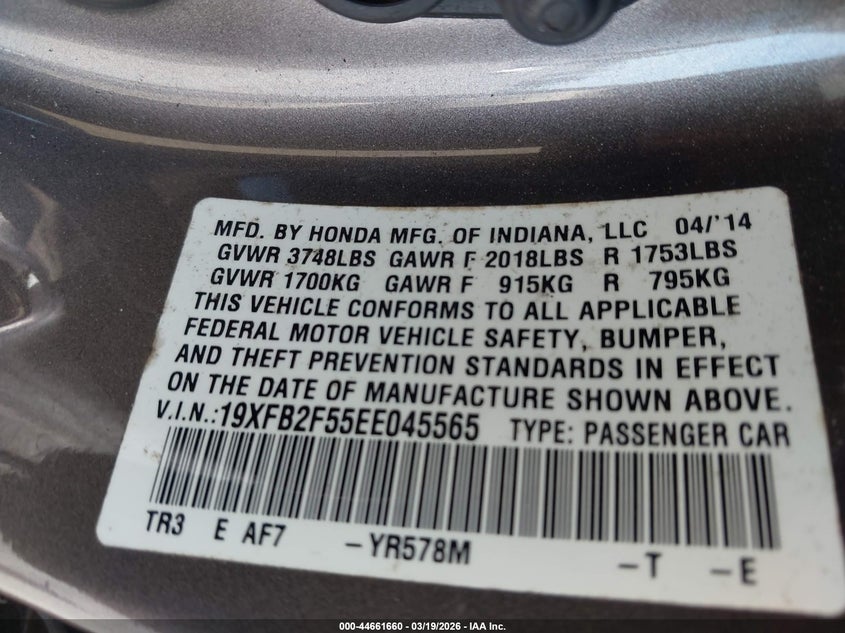 MFD. BY HONDA MFG. OF INDIANA, LLC 04/'14
GVWR 3748LBS GAWR F 2018LBS R 1753LBS
GVWR 1700KG GAWR F 915KG R 795KG
THIS VEHICLE CONFORMS TO ALL APPLICABLE
FEDERAL MOTOR VEHICLE SAFETY, BUMPER,
AND THEFT PREVENTION STANDARDS IN EFFECT
ON THE DATE OF MANUFACTURE SHOWN ABOVE.
V.I.N.:19XFB2F55EE045565 TYPE: PASSENGER CAR
TR3 E AF7 -YR578M -T -E
000-44661660 | 03/19/2026 - IAA Inc.